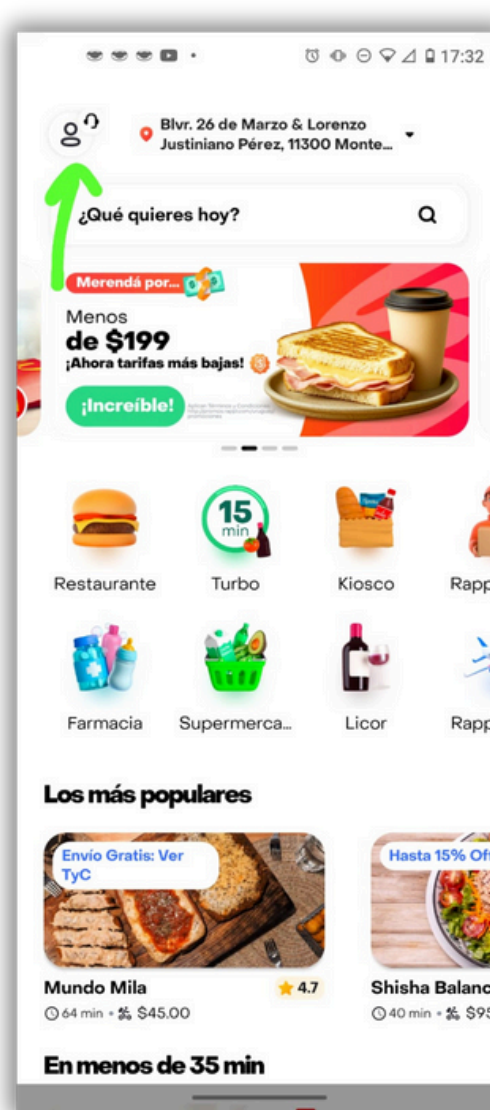 17:32
Blvr. 26 de Marzo & Lorenzo
Justiniano Pérez, 11300 Monte...
¿Qué quieres hoy?
Merendá por...
Menos
de $199
¡Ahora tarifas más bajas!
¡Increíble!
15
min
Restaurante
Turbo
Kiosco
Rapp
Farmacia
Supermerca...
Licor
Rapp
Los más populares
Envío Gratis: Ver
TyC
Hasta 15% Of
Mundo Mila
4.7
Shisha Balanc
64 min • $45.00
40 min • $95
En menos de 35 min